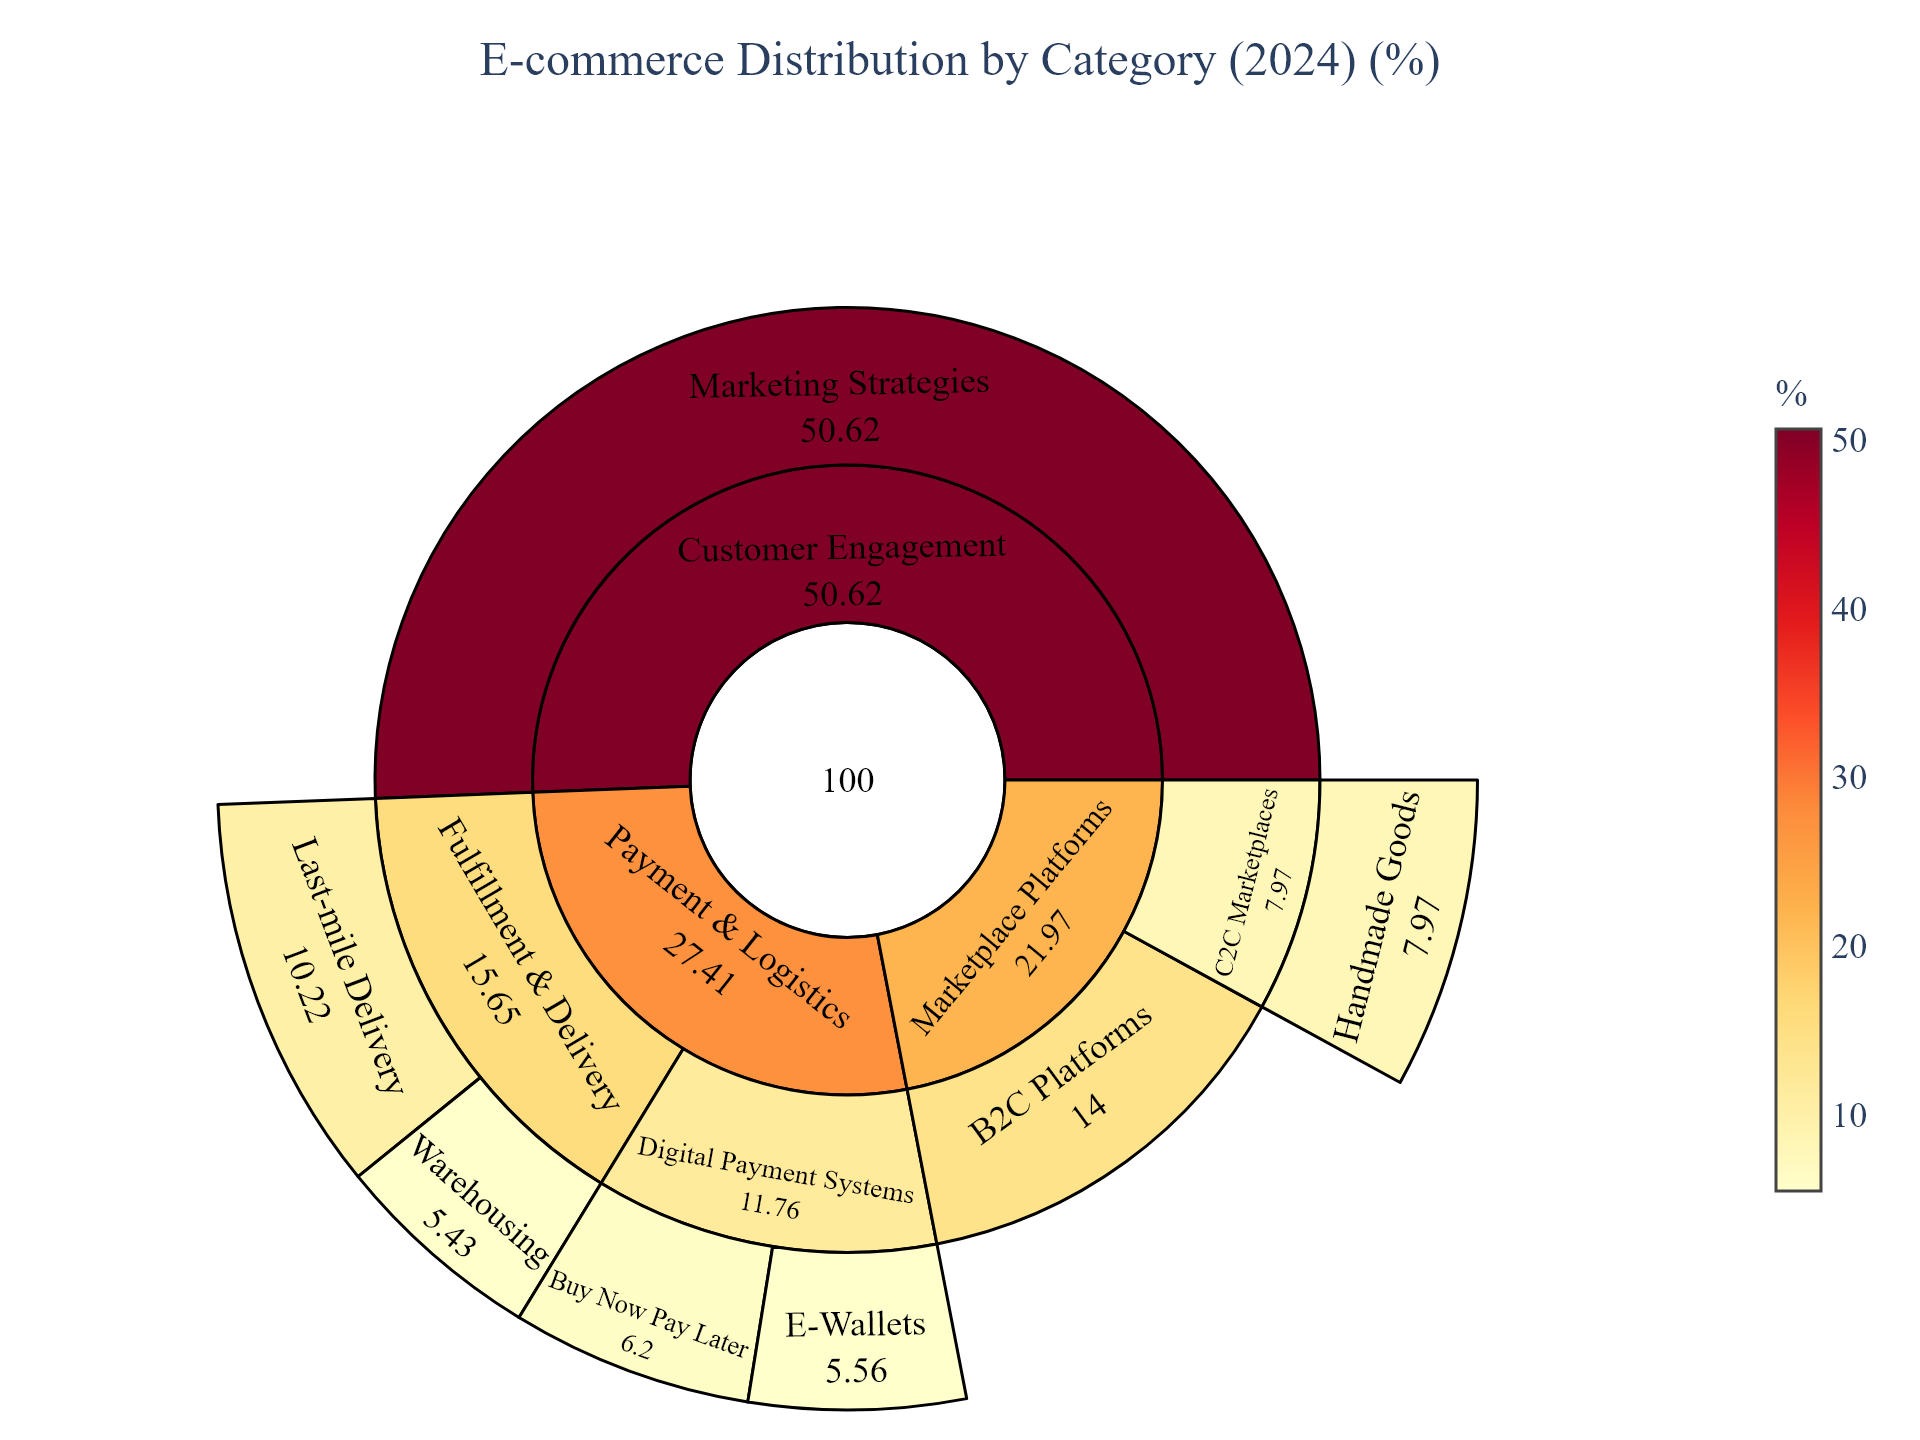 E-commerce Distribution by Category (2024) (%)
Marketing Strategies
50.62
Customer Engagement
50.62
100
Payment & Logistics
27.41
Marketplace Platforms
21.97
Fulfillment & Delivery
15.65
Digital Payment Systems
11.76
B2C Platforms
14
C2C Marketplaces
7.97
Handmade Goods
7.97
Last-mile Delivery
10.22
Warehousing
5.43
Buy Now Pay Later
6.2
E-Wallets
5.56
%
50
40
30
20
10